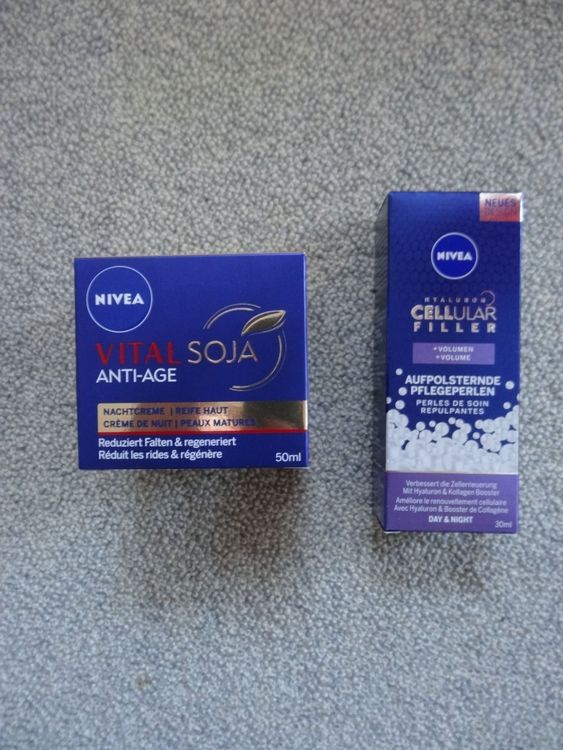 NIVEA
VITAL SOJA
ANTI-AGE
NACHTCREME | REIFE HAUT
CRÈME DE NUIT | PEAUX MATURES
Reduziert Falten & regeneriert
Réduit les rides & régénère
50ml
NEUES
DESIGN
NIVEA
HYALURON
CELLULAR
FILLER
+ VOLUMEN
+ VOLUME
AUFPOLSTERNDE
PFLEGEPERLEN
PERLES DE SOIN
REPULPANTES
Verbessert die Zellerneuerung
Mit Hyaluron & Kollagen Booster
Améliore le renouvellement cellulaire
Avec Hyaluron & Booster de Collagène
DAY & NIGHT
30ml